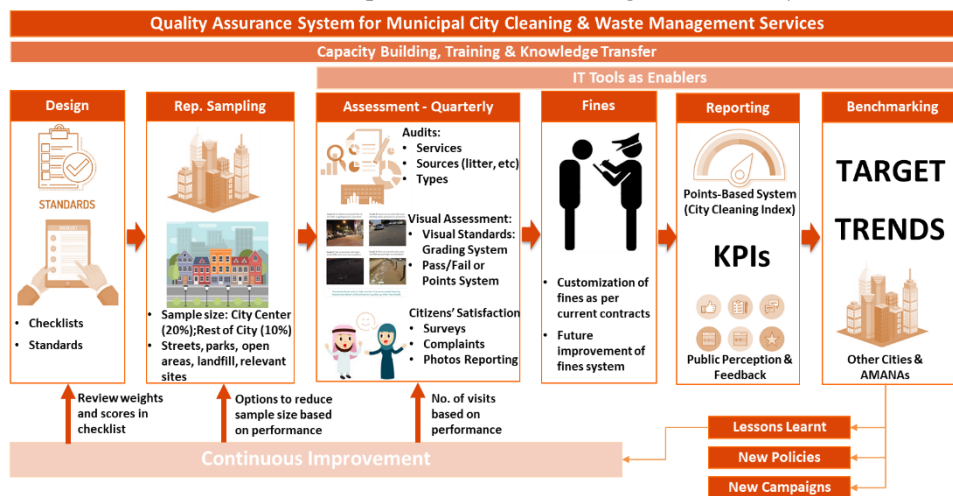 Quality Assurance System for Municipal City Cleaning & Waste Management Services
Capacity Building, Training & Knowledge Transfer
IT Tools as Enablers
Design
STANDARDS
• Checklists
• Standards
Rep. Sampling
• Sample size: City Center
(20%);Rest of City (10%)
• Streets, parks, open
areas, landfill, relevant
sites
Assessment - Quarterly
Audits:
• Services
• Sources (litter, etc)
• Types
Visual Assessment:
• Visual Standards:
Grading System
• Pass/Fail or
Points System
Citizens' Satisfaction
• Surveys
• Complaints
• Photos Reporting
Fines
• Customization of
fines as per
current contracts
• Future
improvement of
fines system
Reporting
Points-Based System
(City Cleaning Index)
KPIs
Public Perception &
Feedback
Benchmarking
TARGET
TRENDS
Other Cities &
AMANAs
Review weights
and scores in
checklist
Options to reduce
sample size based
on performance
No. of visits
based on
performance
Continuous Improvement
Lessons Learnt
New Policies
New Campaigns